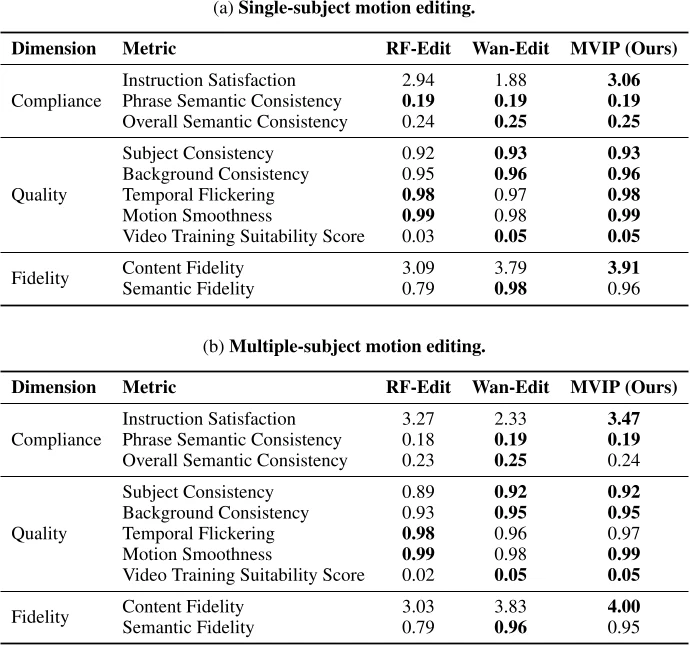 (a) Single-subject motion editing.
Dimension Metric RF-Edit Wan-Edit MVIP (Ours)
Compliance
Instruction Satisfaction 2.94 1.88 3.06
Phrase Semantic Consistency 0.19 0.19 0.19
Overall Semantic Consistency 0.24 0.25 0.25
Quality
Subject Consistency 0.92 0.93 0.93
Background Consistency 0.95 0.96 0.96
Temporal Flickering 0.98 0.97 0.98
Motion Smoothness 0.99 0.98 0.99
Video Training Suitability Score 0.03 0.05 0.05
Fidelity
Content Fidelity 3.09 3.79 3.91
Semantic Fidelity 0.79 0.98 0.96
(b) Multiple-subject motion editing.
Dimension Metric RF-Edit Wan-Edit MVIP (Ours)
Compliance
Instruction Satisfaction 3.27 2.33 3.47
Phrase Semantic Consistency 0.18 0.19 0.19
Overall Semantic Consistency 0.23 0.25 0.24
Quality
Subject Consistency 0.89 0.92 0.92
Background Consistency 0.93 0.95 0.95
Temporal Flickering 0.98 0.96 0.97
Motion Smoothness 0.99 0.98 0.99
Video Training Suitability Score 0.02 0.05 0.05
Fidelity
Content Fidelity 3.03 3.83 4.00
Semantic Fidelity 0.79 0.96 0.95